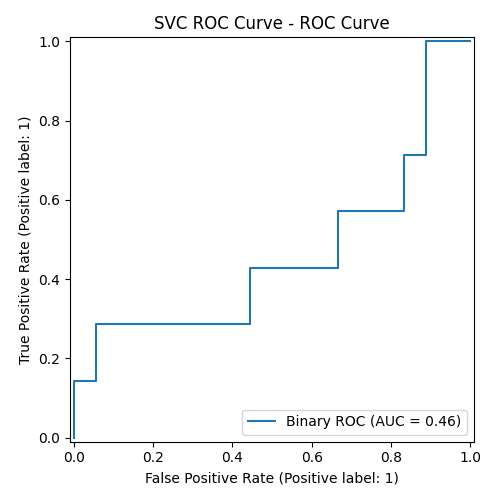 SVC ROC Curve - ROC Curve
1.0
0.8
0.6
0.4
0.2
0.0
True Positive Rate (Positive label: 1)
Binary ROC (AUC = 0.46)
0.0 0.2 0.4 0.6 0.8 1.0
False Positive Rate (Positive label: 1)